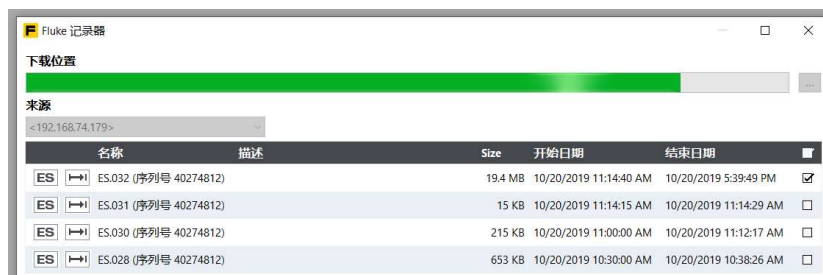 F Fluke 记录器
下载位置
...
来源
<192.168.74.179>
名称 描述 Size 开始日期 结束日期
ES ES.032 (序列号 40274812) 19.4 MB 10/20/2019 11:14:40 AM 10/20/2019 5:39:49 PM
ES ES.031 (序列号 40274812) 15 KB 10/20/2019 11:14:15 AM 10/20/2019 11:14:29 AM
ES ES.030 (序列号 40274812) 215 KB 10/20/2019 11:00:00 AM 10/20/2019 11:12:17 AM
ES ES.028 (序列号 40274812) 653 KB 10/20/2019 10:30:00 AM 10/20/2019 10:38:26 AM